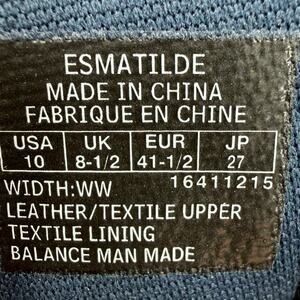 ESMATILDE
MADE IN CHINA
FABRIQUE EN CHINE
USA UK EUR JP
10 8-1/2 41-1/2 27
WIDTH:WW 16411215
LEATHER/TEXTILE UPPER
TEXTILE LINING
BALANCE MAN MADE